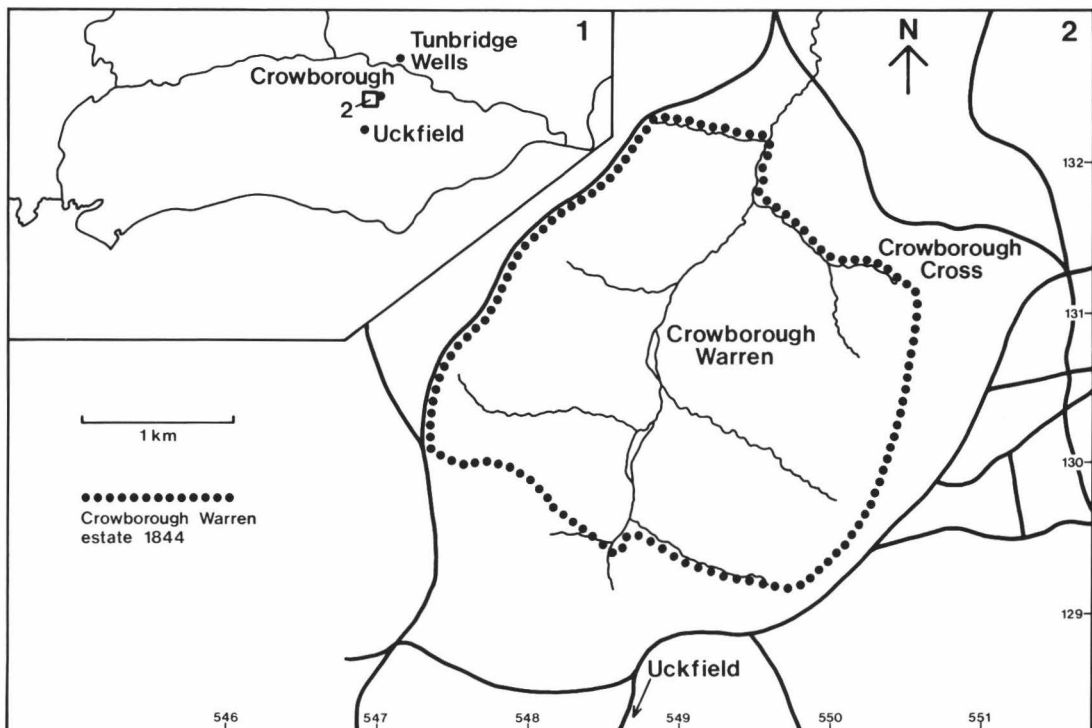 1
Tunbridge
Wells
Crowborough
2
Uckfield
2
N
132
Crowborough
Cross
131
Crowborough
Warren
1 km
130
Crowborough Warren
estate 1844
129
Uckfield
546
547
548
549
550
551